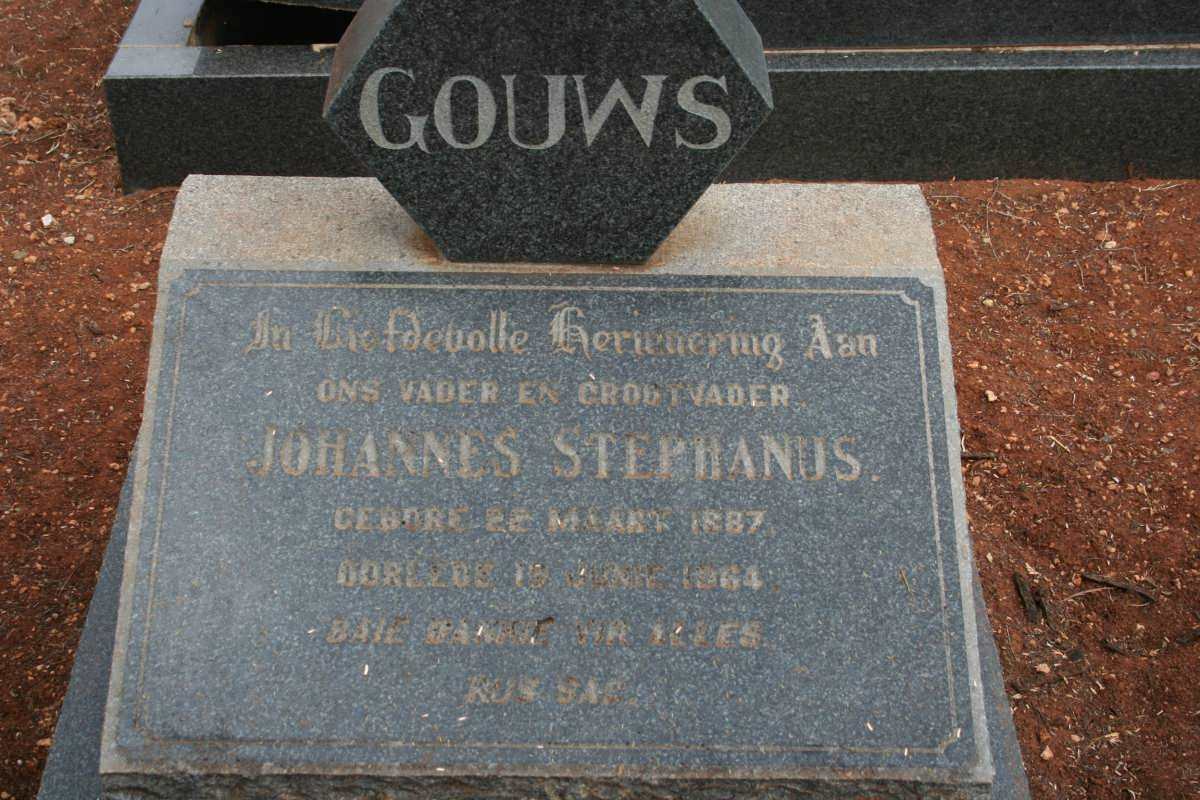 GOUWS
In Liefdevolle Herinnering Aan
ONS VADER EN GROOTVADER.
JOHANNES STEPHANUS.
GEBORE 22 MAART 1887.
OORLEDE 19 JUNIE 1964.
BAIE DANKIE VIR ALLES.
RUS SAG.